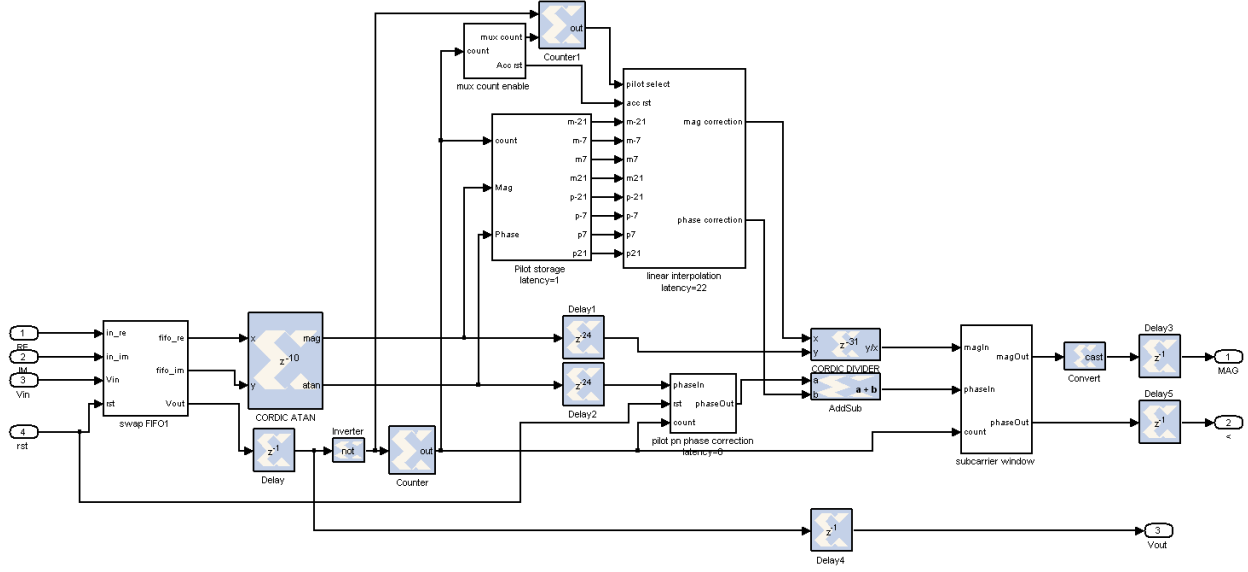 mux count
count
Acc rst
mux count enable
out
Counter1
pilot select
acc rst
m-21
m-7
m7
m21
p-21
p-7
p7
p21
mag correction
phase correction
linear interpolation
latency=22
count
Mag
Phase
m-21
m-7
m7
m21
p-21
p-7
p7
p21
Pilot storage
latency=1
1
RE
2
IM
3
Vin
4
rst
in_re
in_im
Vin
rst
fifo_re
fifo_im
Vout
swap FIFO1
x
y
z-10
mag
atan
CORDIC ATAN
z-1
Delay
Inverter
not
out
Counter
Delay1
z-24
z-24
Delay2
phaseIn
rst
count
phaseOut
pilot pn phase correction
x
y
z-31
y/x
CORDIC DIVIDER
a
b
a + b
AddSub
magIn
phaseIn
count
magOut
phaseOut
subcarrier window
cast
Convert
Delay3
z-1
1
MAG
Delay5
z-1
2
<
z-1
Delay4
3
Vout